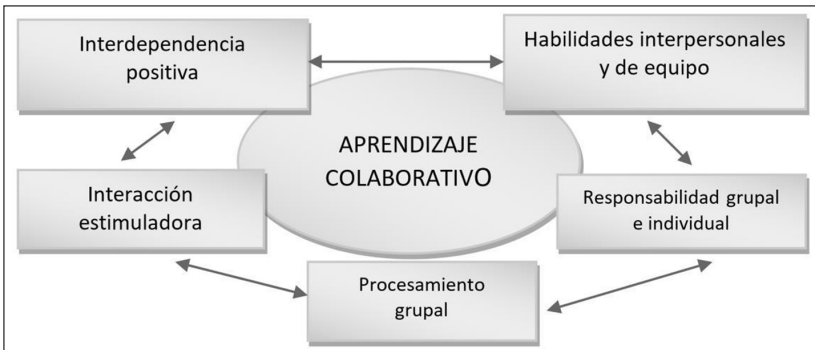 Interdependencia
positiva
Habilidades interpersonales
y de equipo
APRENDIZAJE
COLABORATIVO
Interacción
estimuladora
Responsabilidad grupal
e individual
Procesamiento
grupal